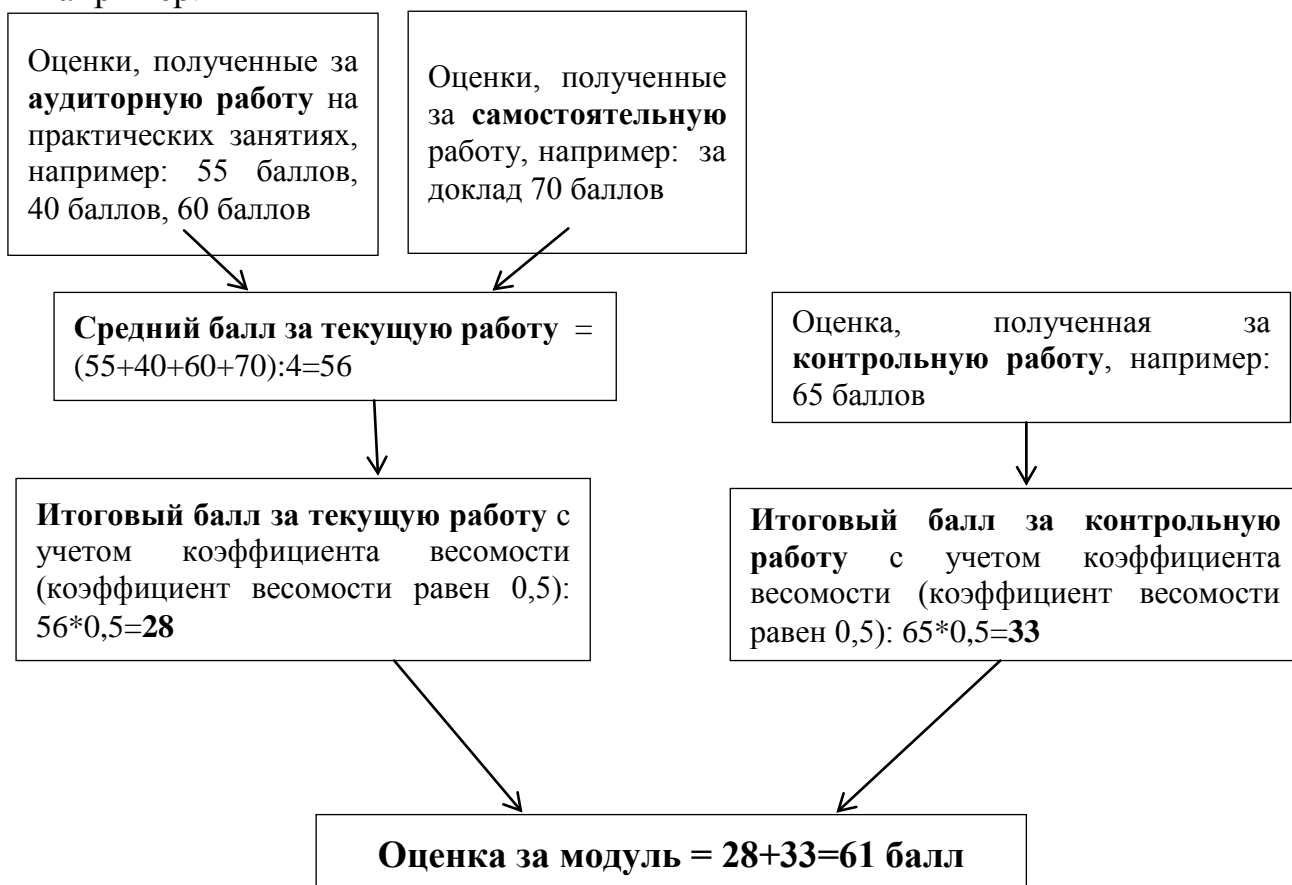 Оценки, полученные за
аудиторную работу на
практических занятиях,
например: 55 баллов,
40 баллов, 60 баллов
Оценки, полученные
за самостоятельную
работу, например: за
доклад 70 баллов
Средний балл за текущую работу =
(55+40+60+70):4=56
Оценка, полученная за
контрольную работу, например:
65 баллов
Итоговый балл за текущую работу с
учетом коэффициента весомости
(коэффициент весомости равен 0,5):
56*0,5=28
Итоговый балл за контрольную
работу с учетом коэффициента
весомости (коэффициент весомости
равен 0,5): 65*0,5=33
Оценка за модуль = 28+33=61 балл